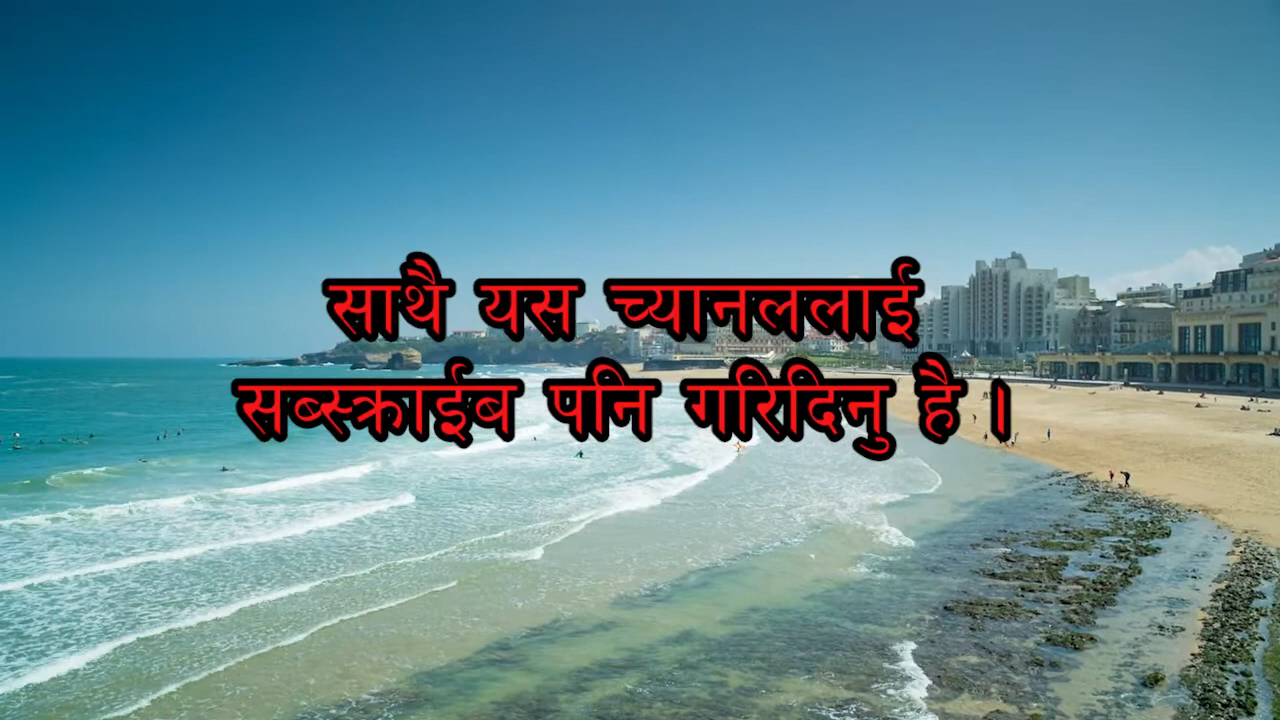 साथै यस च्यानललाई
सब्स्क्राईब पनि गरिदिनु है ।